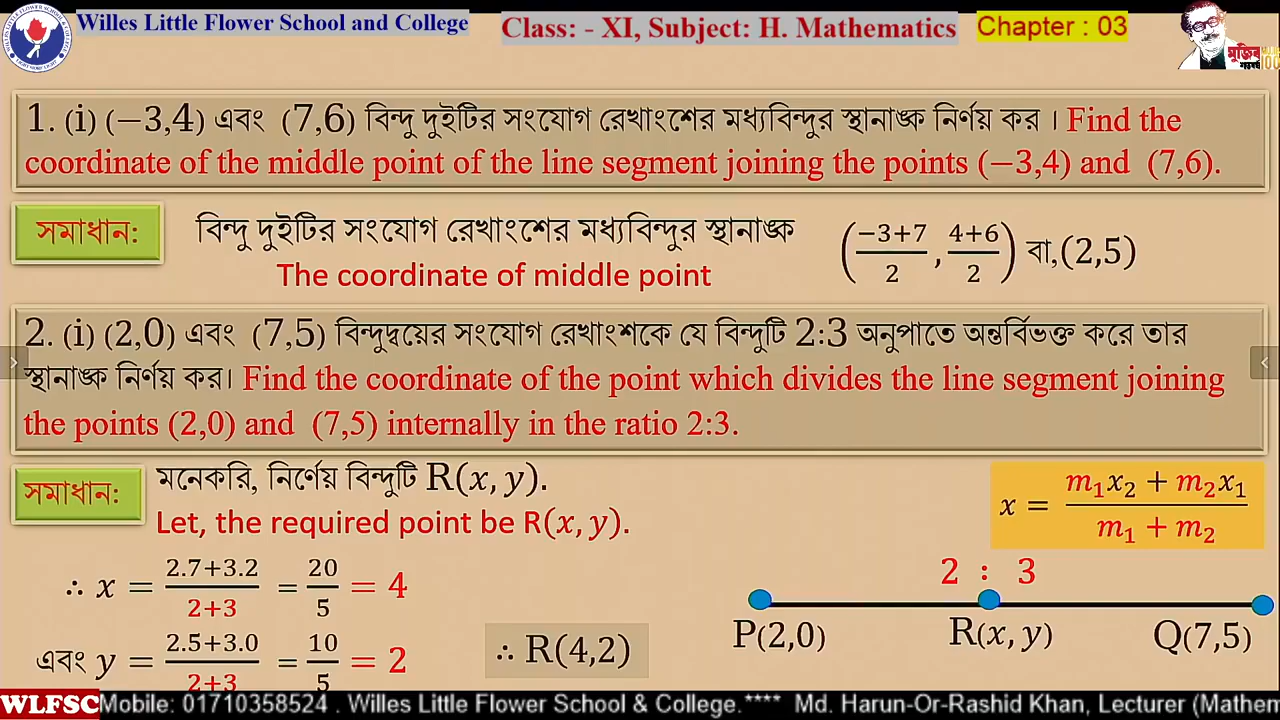 Willes Little Flower School and College
Class: - XI, Subject: H. Mathematics
Chapter : 03
1. (i) (−3,4) এবং (7,6) বিন্দু দুইটির সংযোগ রেখাংশের মধ্যবিন্দুর স্থানাঙ্ক নির্ণয় কর। Find the
coordinate of the middle point of the line segment joining the points (−3,4) and (7,6).
সমাধান:
বিন্দু দুইটির সংযোগ রেখাংশের মধ্যবিন্দুর স্থানাঙ্ক
The coordinate of middle point
(−3+7/2, 4+6/2) বা,(2,5)
2. (i) (2,0) এবং (7,5) বিন্দুদ্বয়ের সংযোগ রেখাংশকে যে বিন্দুটি 2:3 অনুপাতে অন্তর্বিভক্ত করে তার
স্থানাঙ্ক নির্ণয় কর। Find the coordinate of the point which divides the line segment joining
the points (2,0) and (7,5) internally in the ratio 2:3.
সমাধান:
মনেকরি, নির্ণেয় বিন্দুটি R(x, y).
Let, the required point be R(x, y).
x = m₁x₂ + m₂x₁ / m₁ + m₂
∴ x = 2.7+3.2 / 2+3 = 20/5 = 4
এবং y = 2.5+3.0 / 2+3 = 10/5 = 2
∴ R(4,2)
2 : 3
P(2,0) R(x, y) Q(7,5)
WLFSC Mobile: 01710358524 . Willes Little Flower School & College.**** Md. Harun-Or-Rashid Khan, Lecturer (Mathem